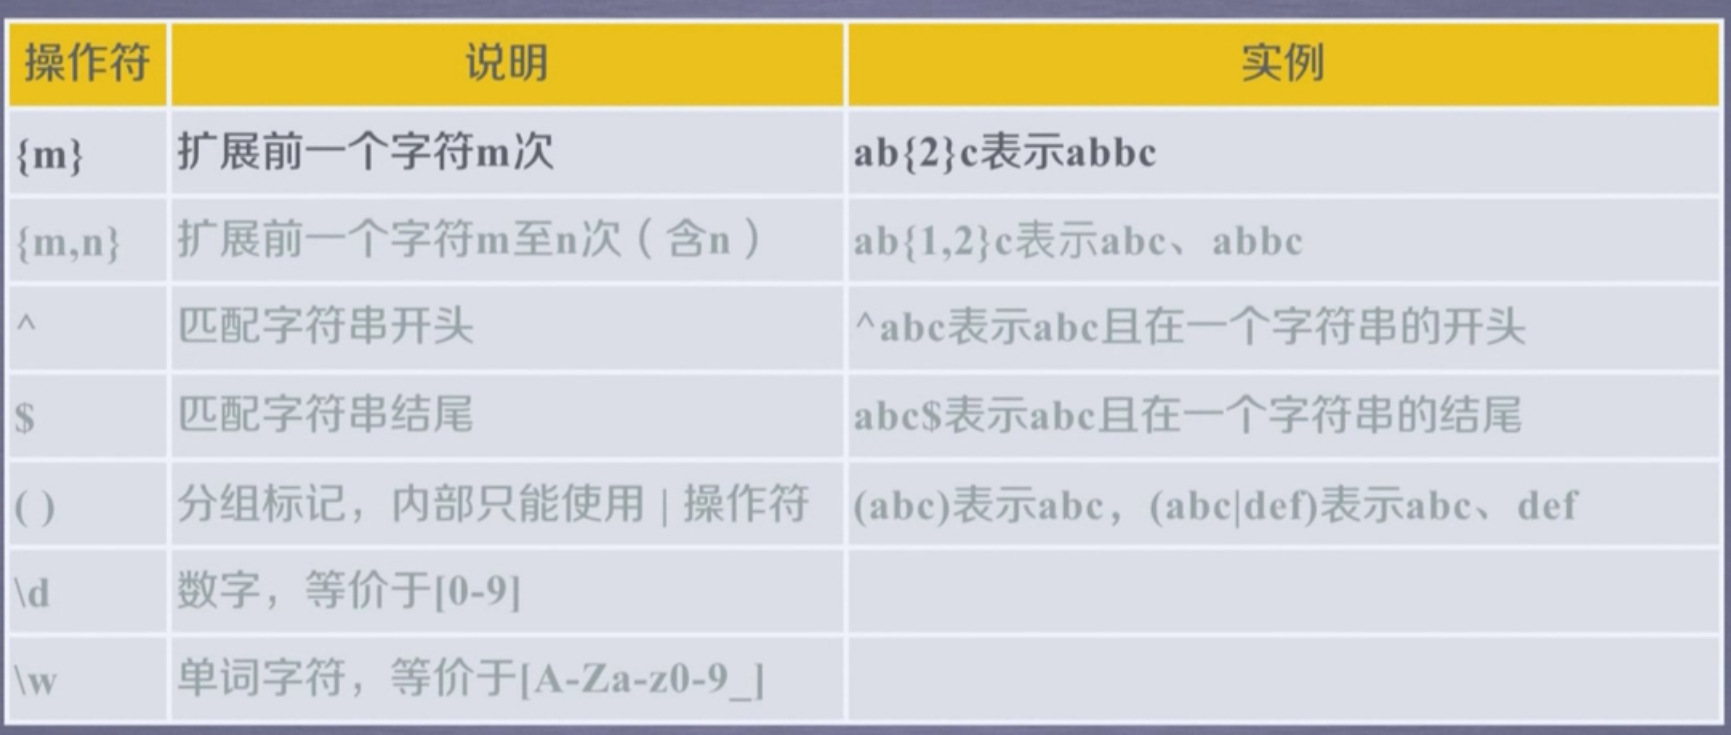 操作符 说明 实例
{m} 扩展前一个字符m次 ab{2}c表示abbc
{m,n} 扩展前一个字符m至n次（含n） ab{1,2}c表示abc、abbc
^ 匹配字符串开头 ^abc表示abc且在一个字符串的开头
$ 匹配字符串结尾 abc$表示abc且在一个字符串的结尾
( ) 分组标记，内部只能使用 | 操作符 (abc)表示abc，(abc|def)表示abc、def
\d 数字，等价于[0-9]
\w 单词字符，等价于[A-Za-z0-9_]